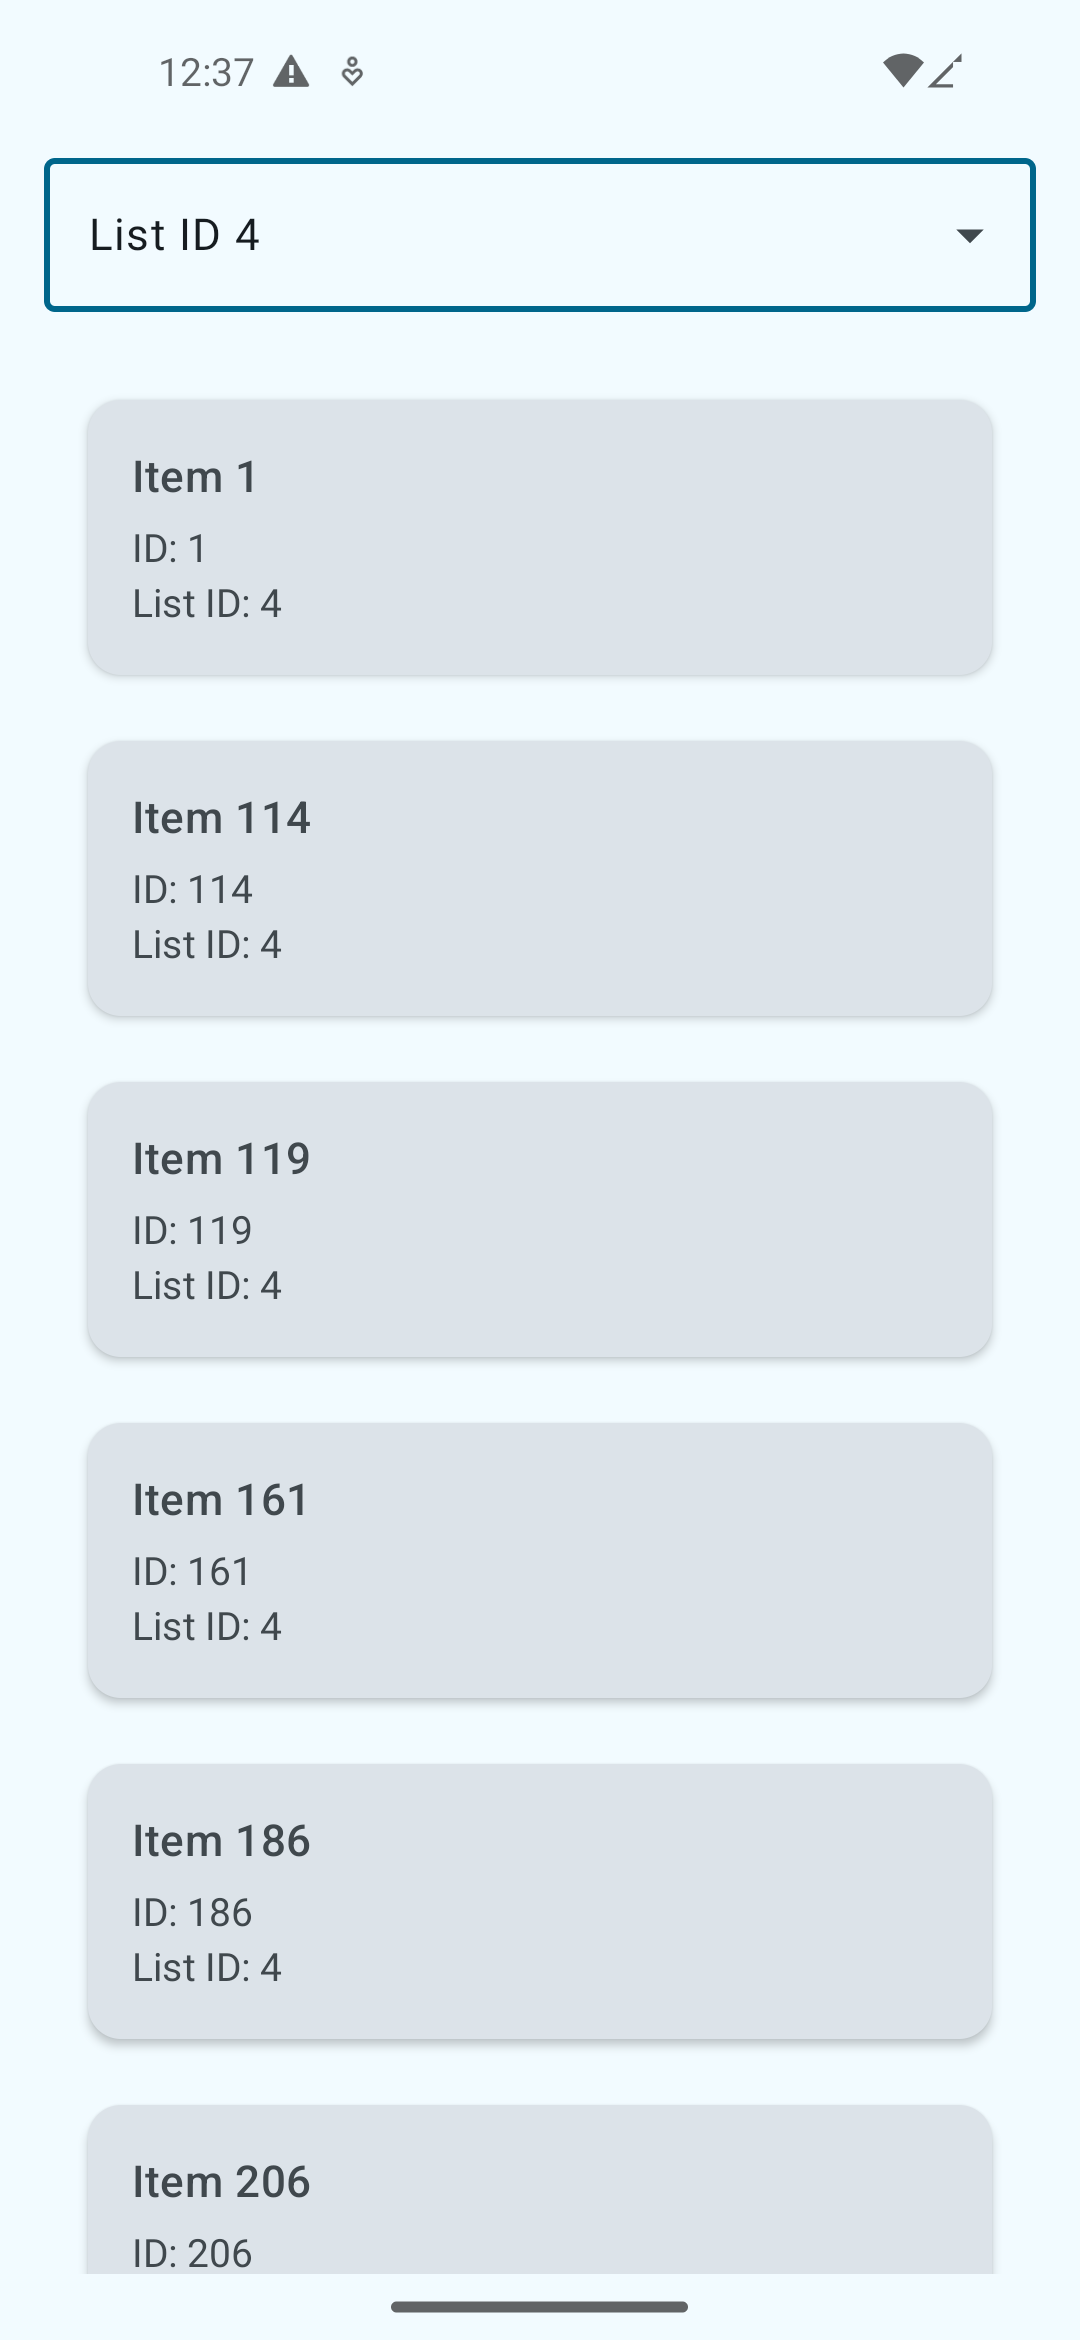 12:37
List ID 4
Item 1
ID: 1
List ID: 4
Item 114
ID: 114
List ID: 4
Item 119
ID: 119
List ID: 4
Item 161
ID: 161
List ID: 4
Item 186
ID: 186
List ID: 4
Item 206
ID: 206